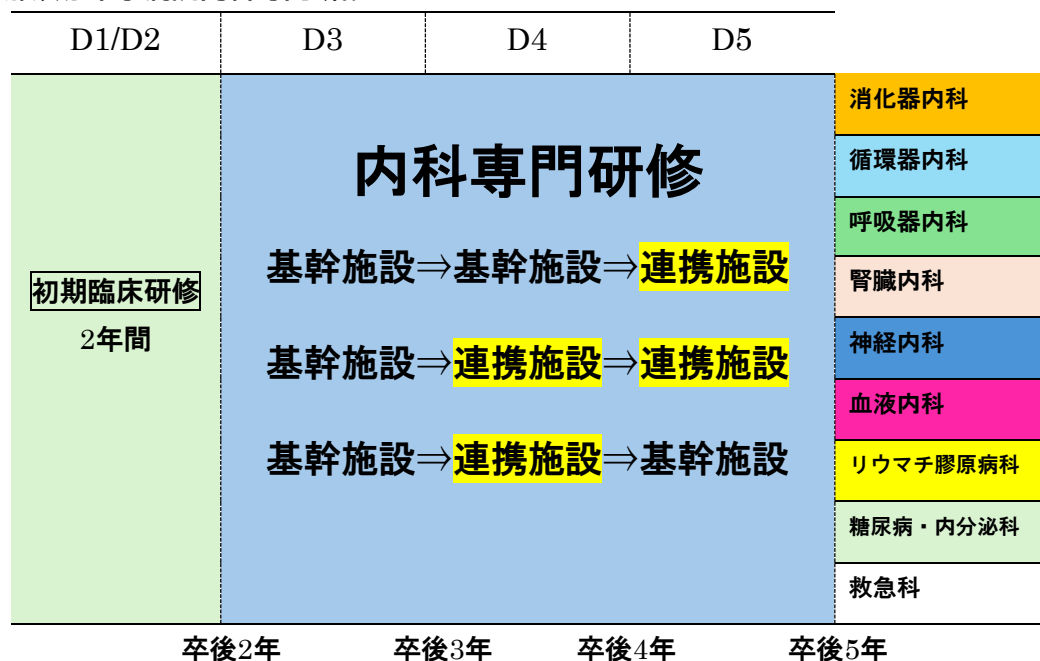 D1/D2 D3 D4 D5
内科専門研修
基幹施設⇒基幹施設⇒連携施設
基幹施設⇒連携施設⇒連携施設
基幹施設⇒連携施設⇒基幹施設
初期臨床研修
2年間
消化器内科
循環器内科
呼吸器内科
腎臓内科
神経内科
血液内科
リウマチ膠原病科
糖尿病・内分泌科
救急科
卒後2年 卒後3年 卒後4年 卒後5年